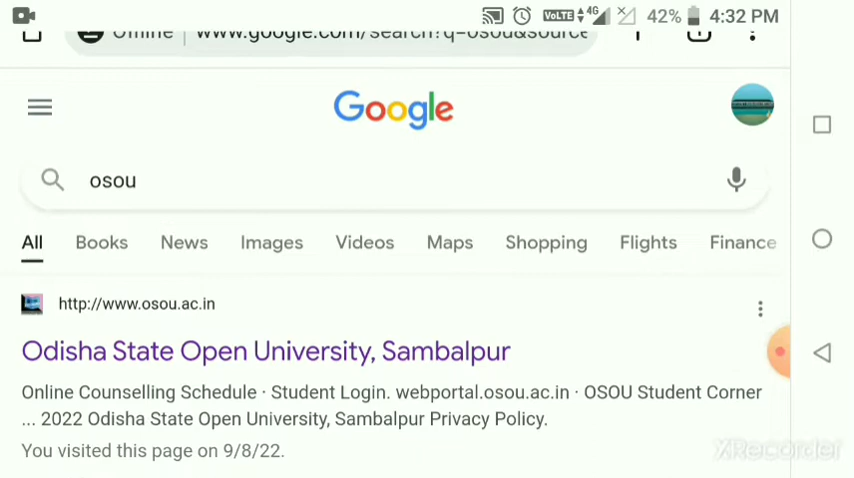 VoLTE 4G 42% 4:32 PM
Offline www.google.com/search?q=osou&source
Google
osou
All Books News Images Videos Maps Shopping Flights Finance
http://www.osou.ac.in
Odisha State Open University, Sambalpur
Online Counselling Schedule · Student Login. webportal.osou.ac.in · OSOU Student Corner
... 2022 Odisha State Open University, Sambalpur Privacy Policy.
You visited this page on 9/8/22.
XRecorder